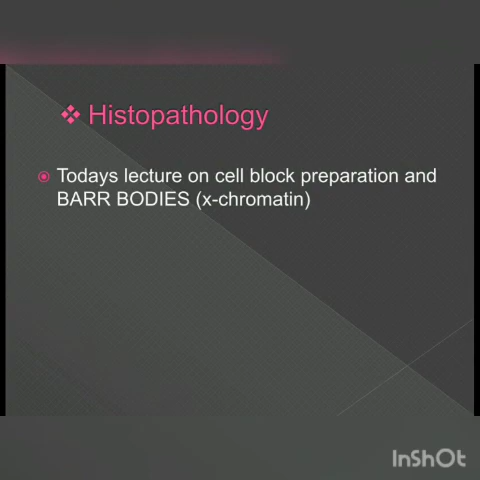 Histopathology
Todays lecture on cell block preparation and
BARR BODIES (x-chromatin)
InShOt